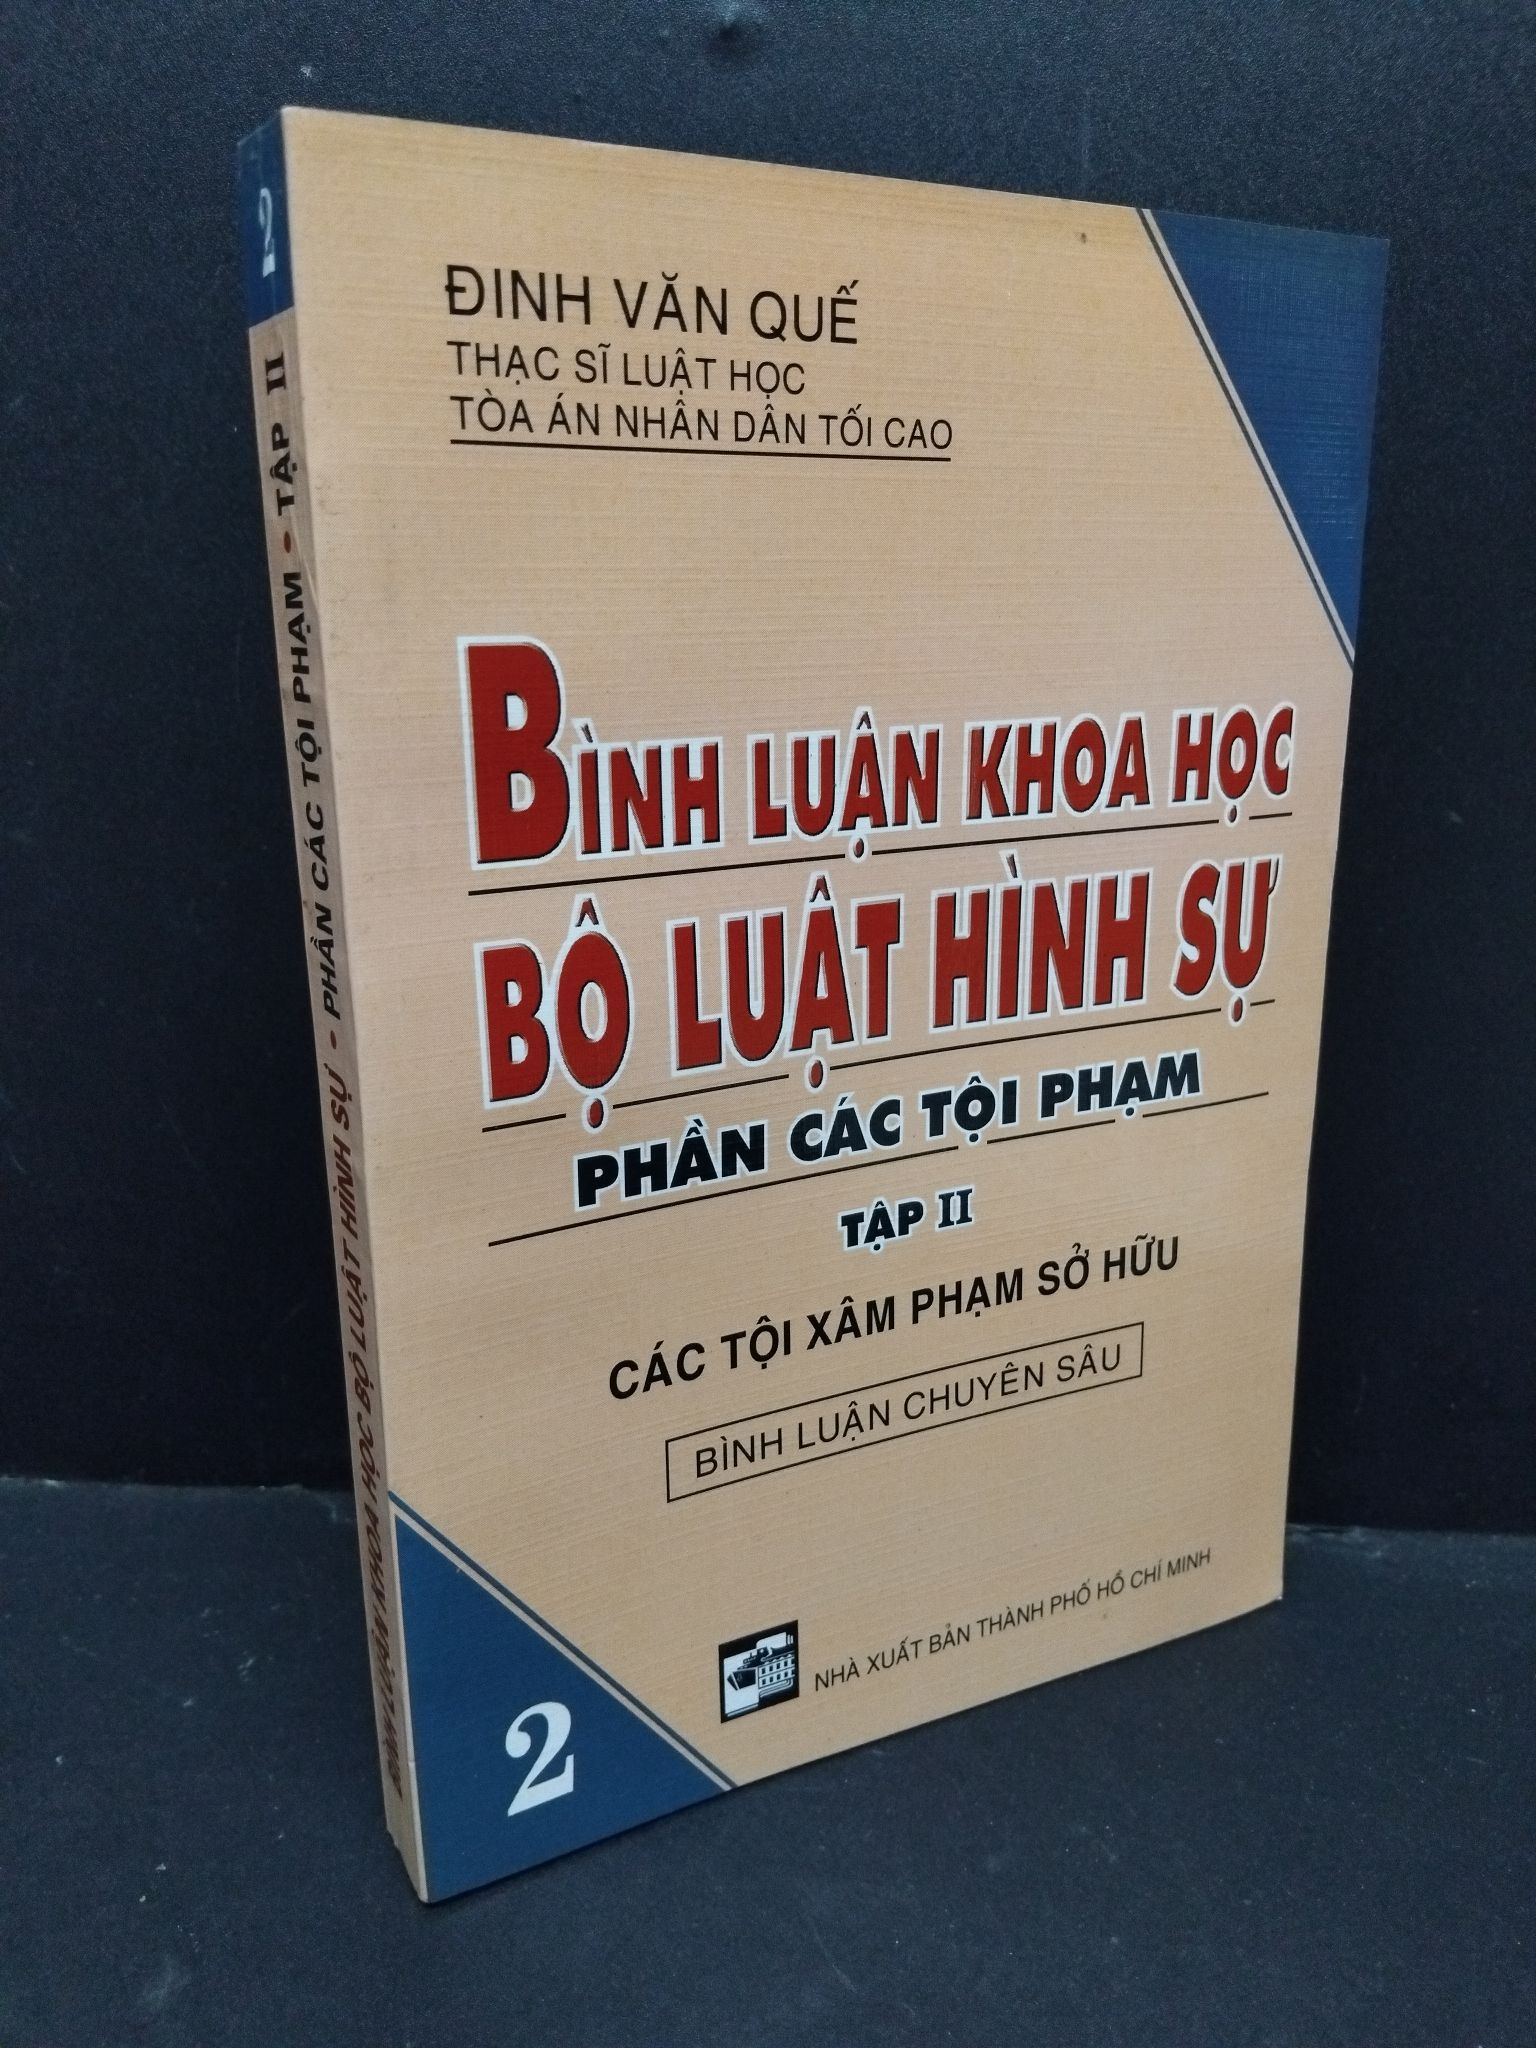 ĐINH VĂN QUẾ
THẠC SĨ LUẬT HỌC
TÒA ÁN NHÂN DÂN TỐI CAO
BÌNH LUẬN KHOA HỌC
BỘ LUẬT HÌNH SỰ
PHẦN CÁC TỘI PHẠM
TẬP II
CÁC TỘI XÂM PHẠM SỞ HỮU
BÌNH LUẬN CHUYÊN SÂU
NHÀ XUẤT BẢN THÀNH PHỐ HỒ CHÍ MINH
2
BÌNH LUẬN KHOA HỌC BỘ LUẬT HÌNH SỰ • PHẦN CÁC TỘI PHẠM • TẬP II
2